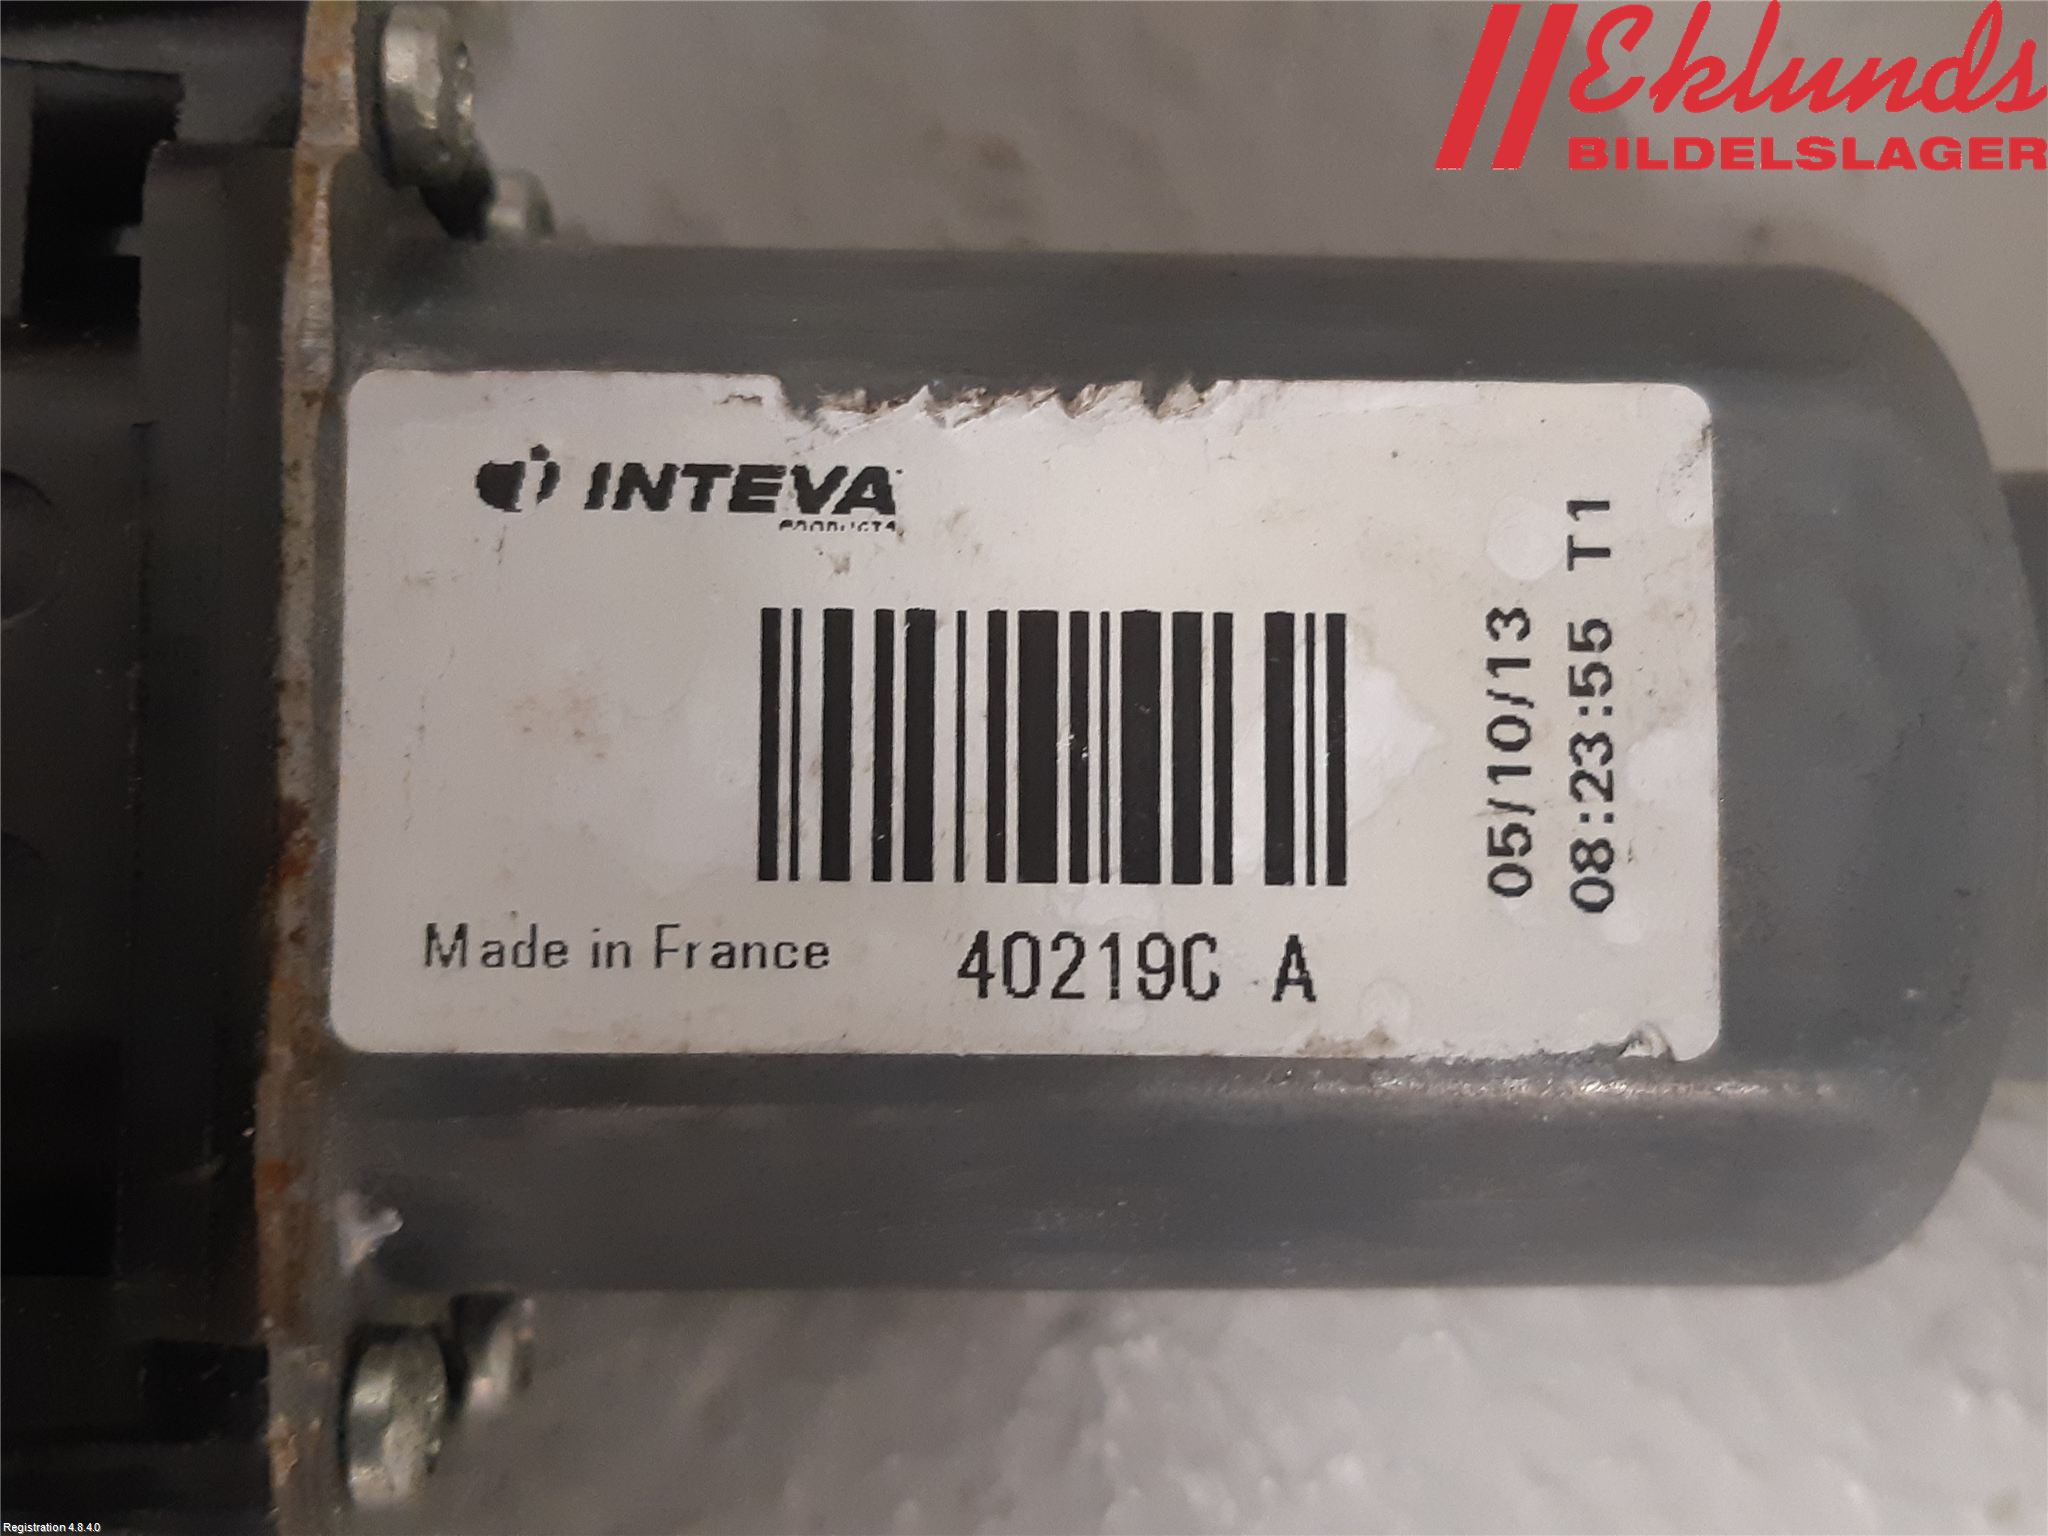 Eklunds
BILDELSLAGER
INTEVA
PRODUCTS
05/10/13
08:23:55 T1
Made in France
40219C A
Registration 4.8.4.0